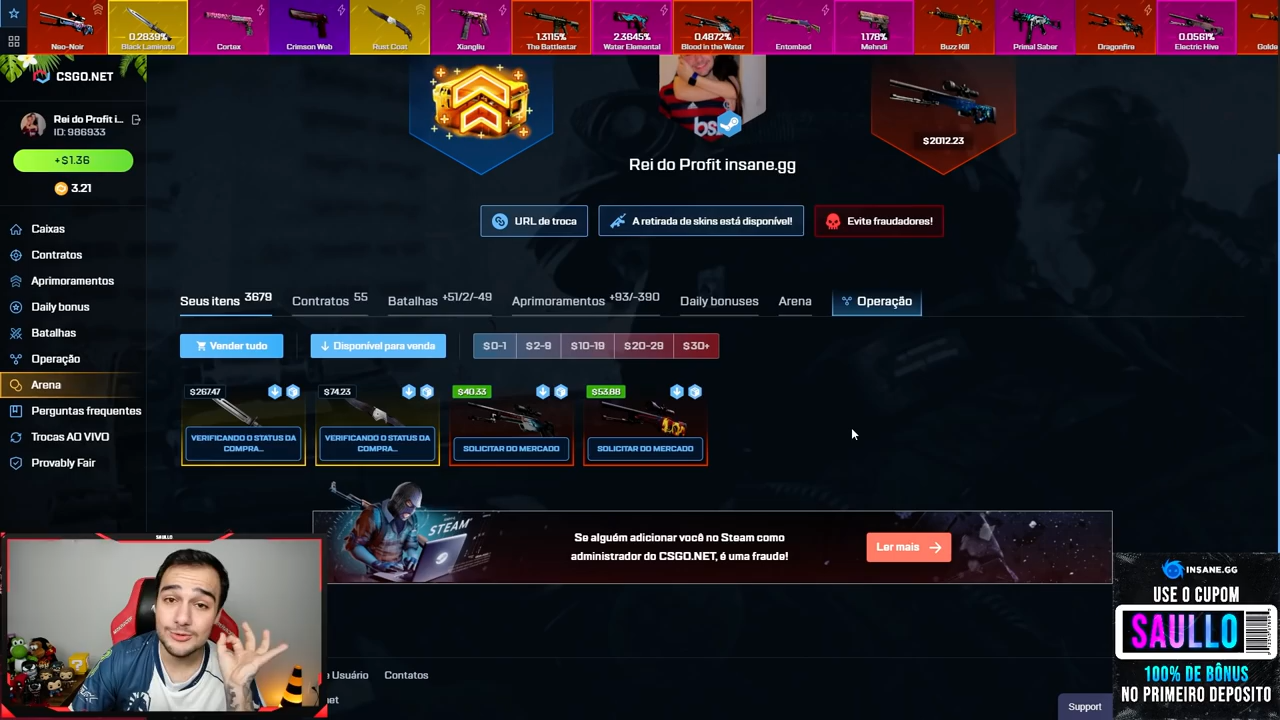 Neo-Noir
0.2839%
Black Laminate
Cortex
Crimson Web
Rust Coat
Xiangliu
1.3115%
The Battlestar
2.3645%
Water Elemental
0.4872%
Blood in the Water
Entombed
1.178%
Mehndi
Buzz Kill
Primal Saber
Dragonfire
0.0561%
Electric Hive
Golde
CSGO.NET
Rei do Profit i...
ID: 986933
+$1.36
3.21
Caixas
Contratos
Aprimoramentos
Daily bonus
Batalhas
Operação
Arena
Perguntas frequentes
Trocas AO VIVO
Provably Fair
bs
$2012.23
Rei do Profit insane.gg
URL de troca
A retirada de skins está disponível!
Evite fraudadores!
Seus itens 3679
Contratos 55
Batalhas +51/2/-49
Aprimoramentos +93/-390
Daily bonuses
Arena
Operação
Vender tudo
Disponível para venda
$0-1
$2-9
$10-19
$20-29
$30+
$267.47
VERIFICANDO O STATUS DA
COMPRA...
$74.23
VERIFICANDO O STATUS DA
COMPRA...
$40.33
SOLICITAR DO MERCADO
$53.88
SOLICITAR DO MERCADO
STEAM
Se alguém adicionar você no Steam como
administrador do CSGO.NET, é uma fraude!
Ler mais
SAULLO
Usuário
Contatos
net
INSANE.GG
USE O CUPOM
SAULLO
100% DE BÔNUS
NO PRIMEIRO DEPOSITO
Support